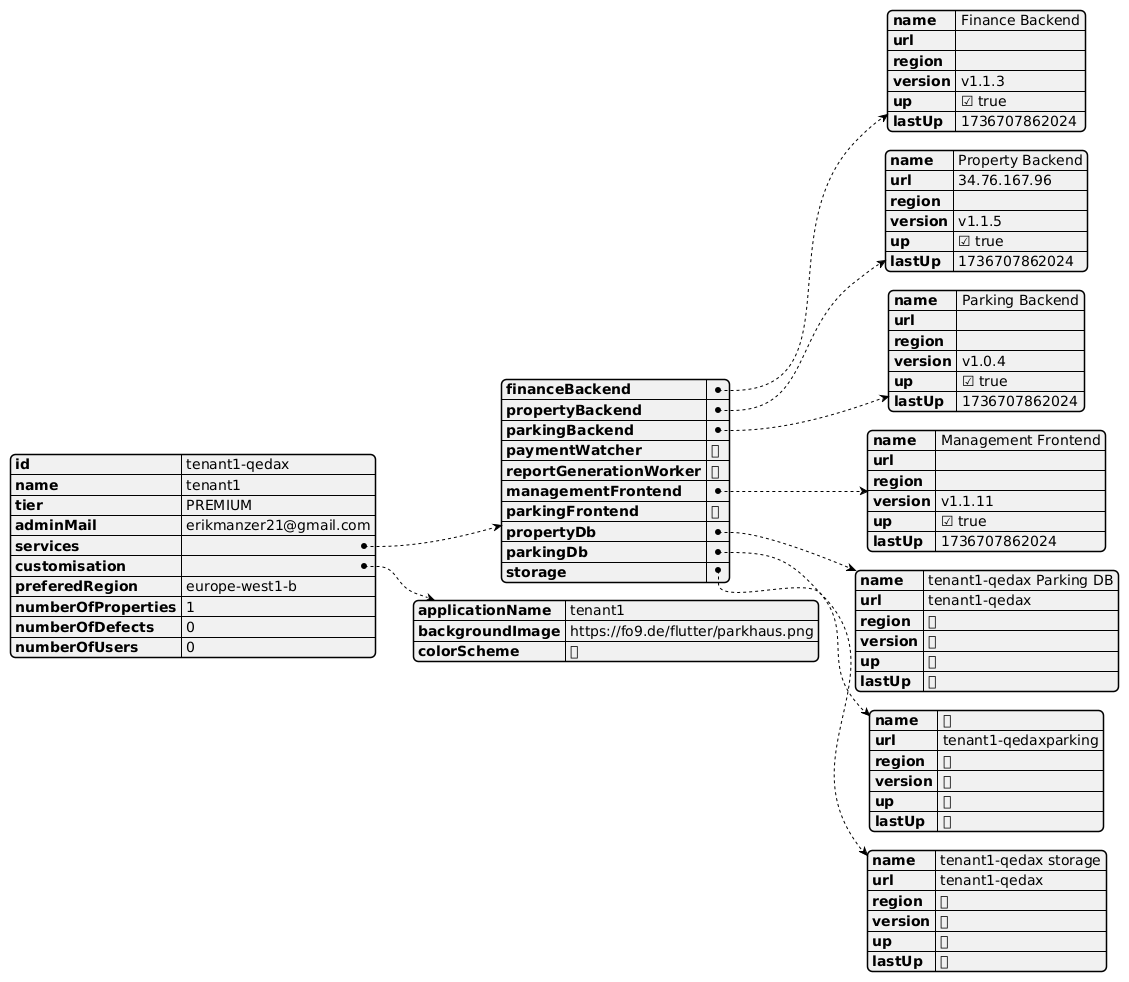 name Finance Backend
url
region
version v1.1.3
up ☑ true
lastUp 1736707862024
name Property Backend
url 34.76.167.96
region
version v1.1.5
up ☑ true
lastUp 1736707862024
name Parking Backend
url
region
version v1.0.4
up ☑ true
lastUp 1736707862024
financeBackend
propertyBackend
parkingBackend
paymentWatcher
reportGenerationWorker
managementFrontend
parkingFrontend
propertyDb
parkingDb
storage
name Management Frontend
url
region
version v1.1.11
up ☑ true
lastUp 1736707862024
id tenant1-qedax
name tenant1
tier PREMIUM
adminMail erikmanzer21@gmail.com
services
customisation
preferedRegion europe-west1-b
numberOfProperties 1
numberOfDefects 0
numberOfUsers 0
applicationName tenant1
backgroundImage https://fo9.de/flutter/parkhaus.png
colorScheme
name tenant1-qedax Parking DB
url tenant1-qedax
region
version
up
lastUp
name
url tenant1-qedaxparking
region
version
up
lastUp
name tenant1-qedax storage
url tenant1-qedax
region
version
up
lastUp